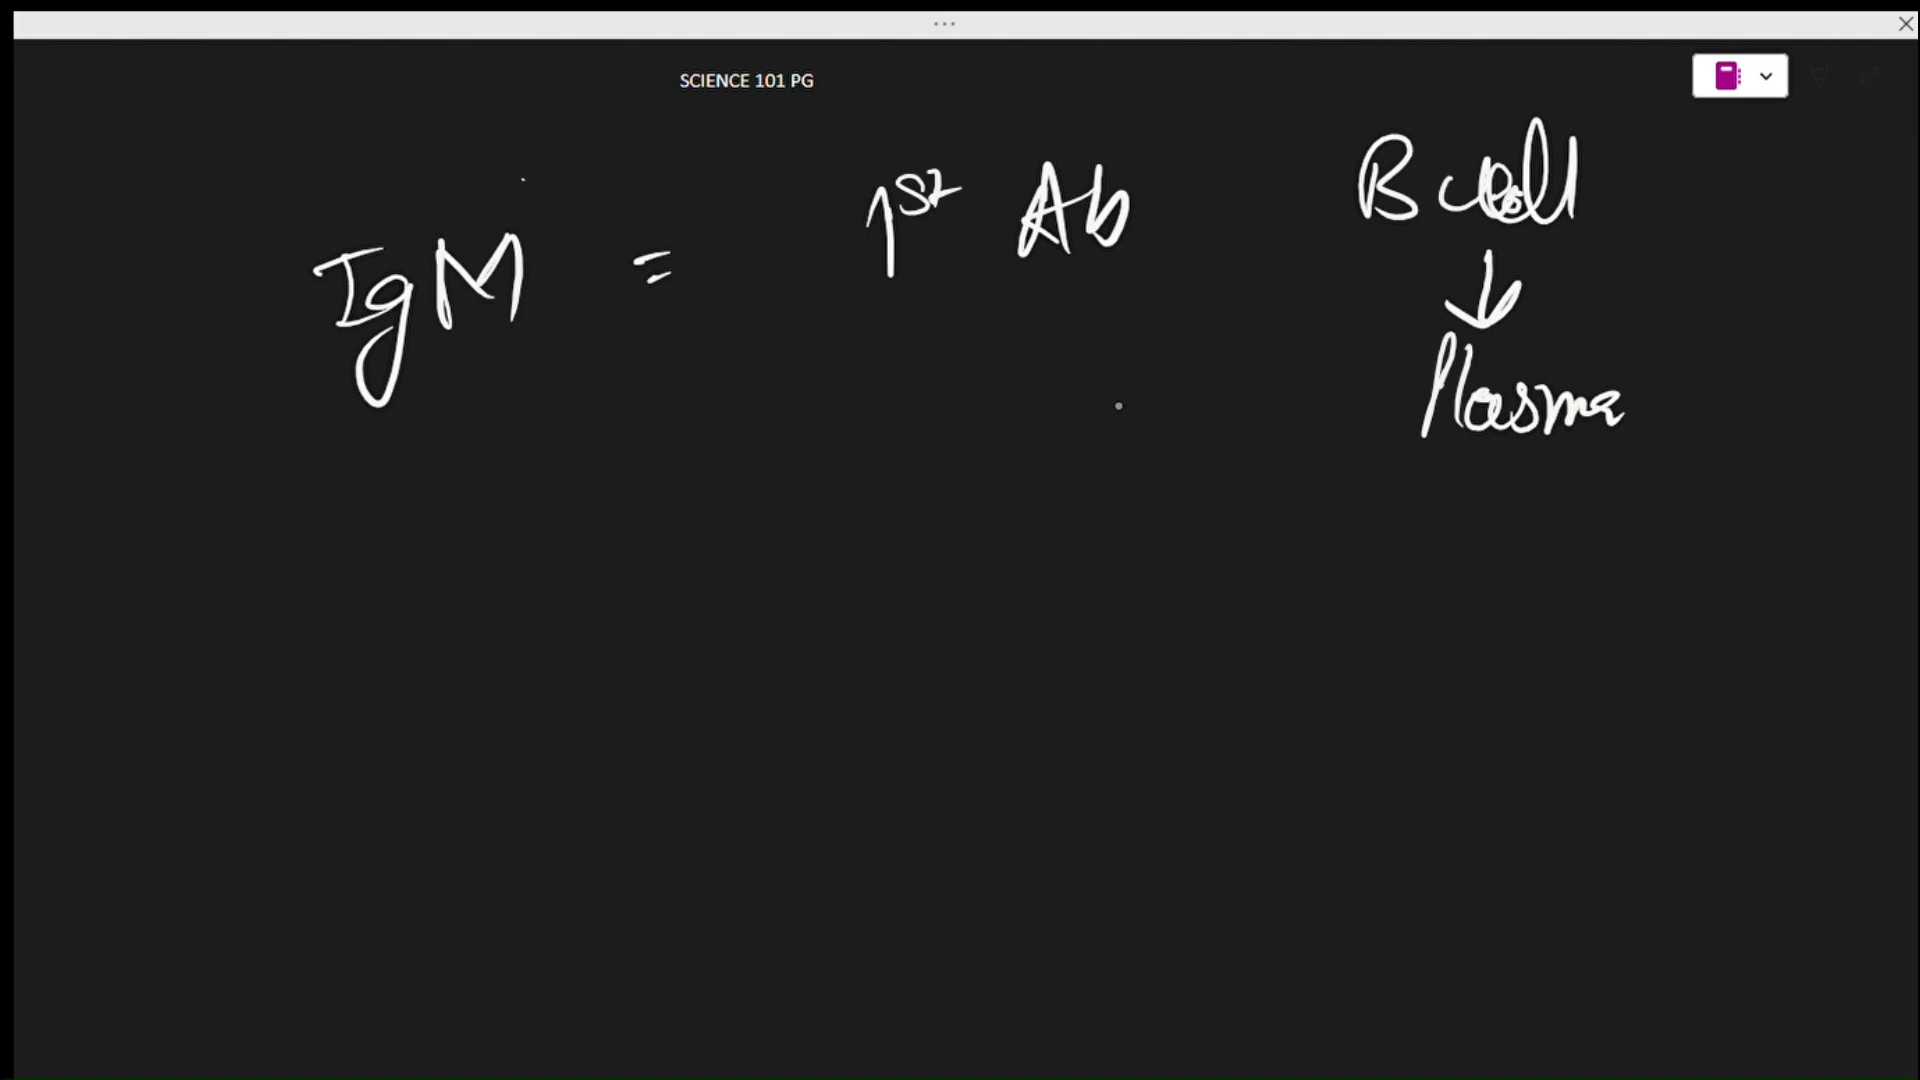 SCIENCE 101 PG
IgM = 1st Ab
B cell
↓
Plasma